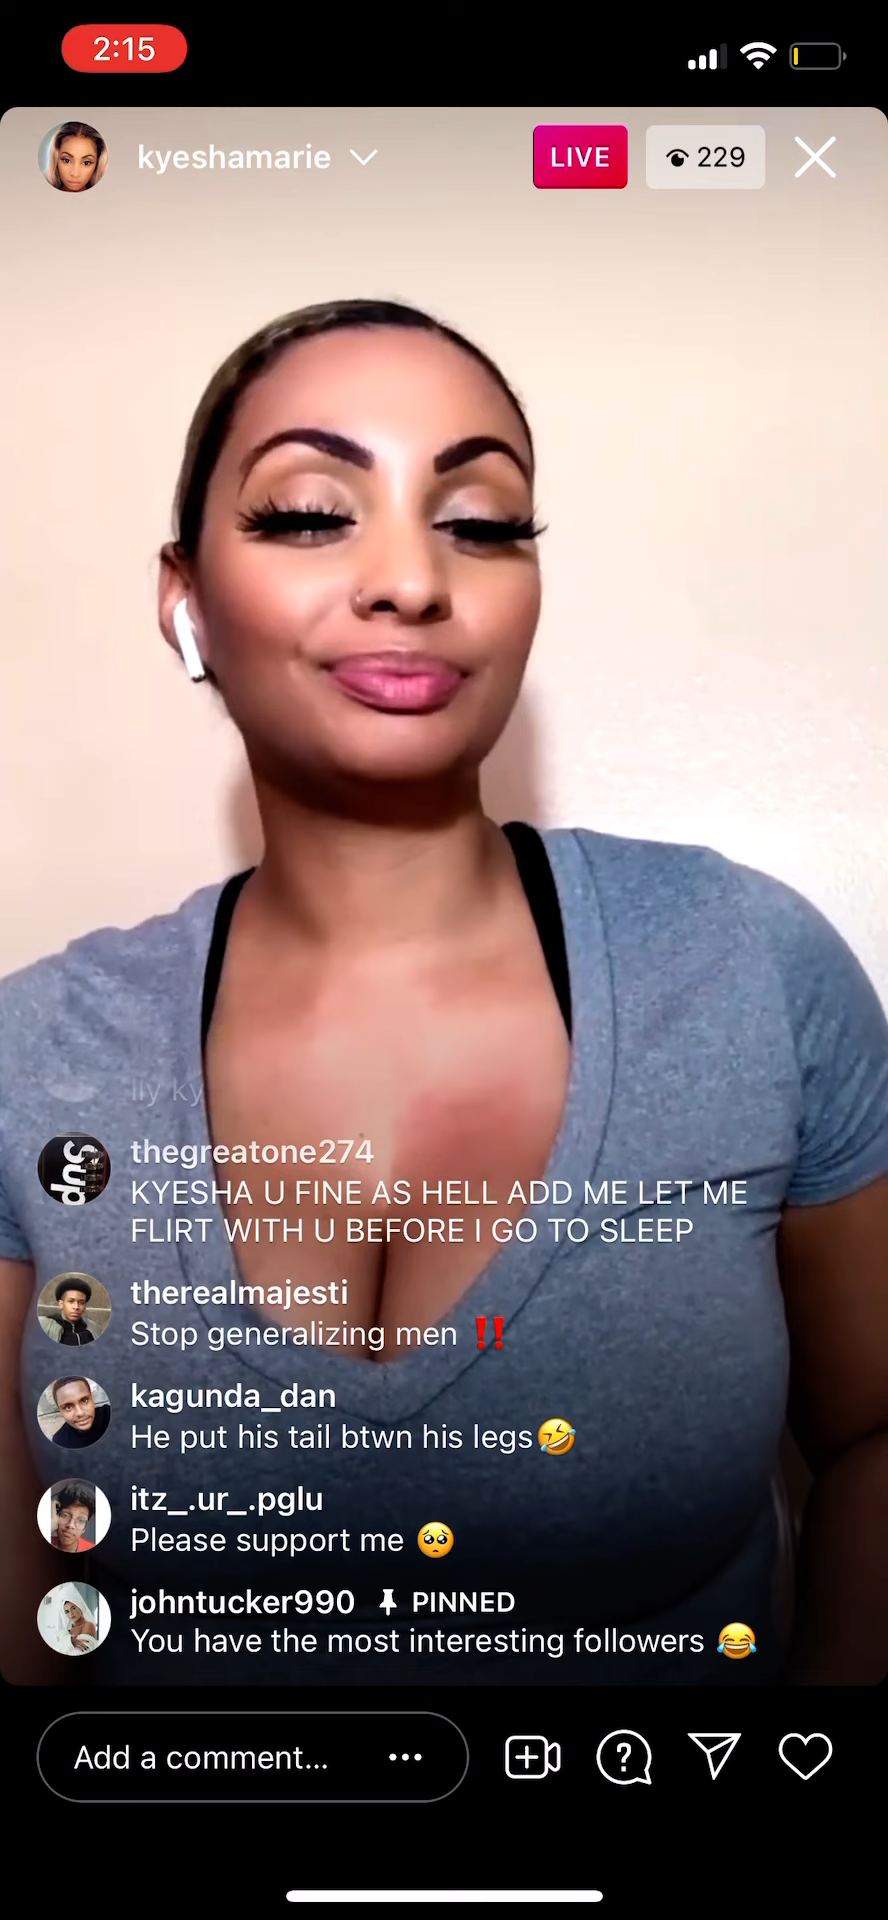 2:15
kyeshamarie
LIVE 229
lly ky
thegreatone274
KYESHA U FINE AS HELL ADD ME LET ME
FLIRT WITH U BEFORE I GO TO SLEEP
therealmajesti
Stop generalizing men ‼️
kagunda_dan
He put his tail btwn his legs🤣
itz_.ur_.pglu
Please support me 🥺
johntucker990 PINNED
You have the most interesting followers 😂
Add a comment...